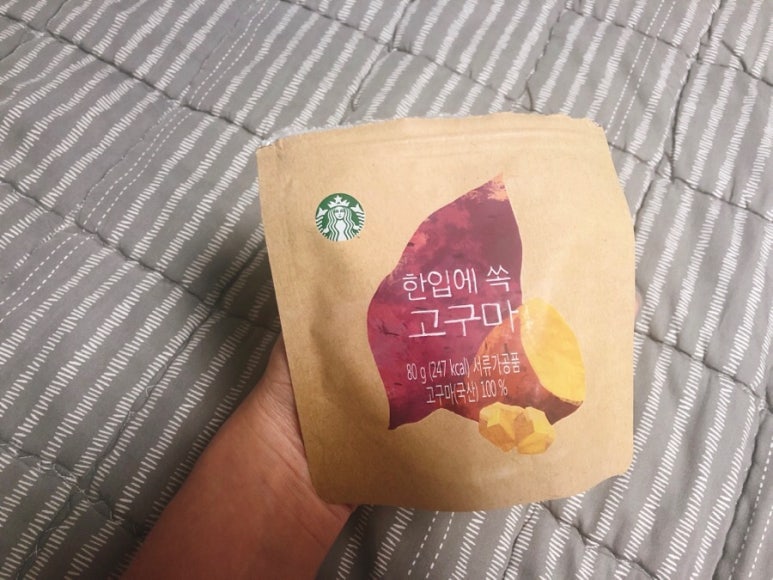 한입에 쏙
고구마
80 g (247 kcal) 서류가공품
고구마(국산) 100 %